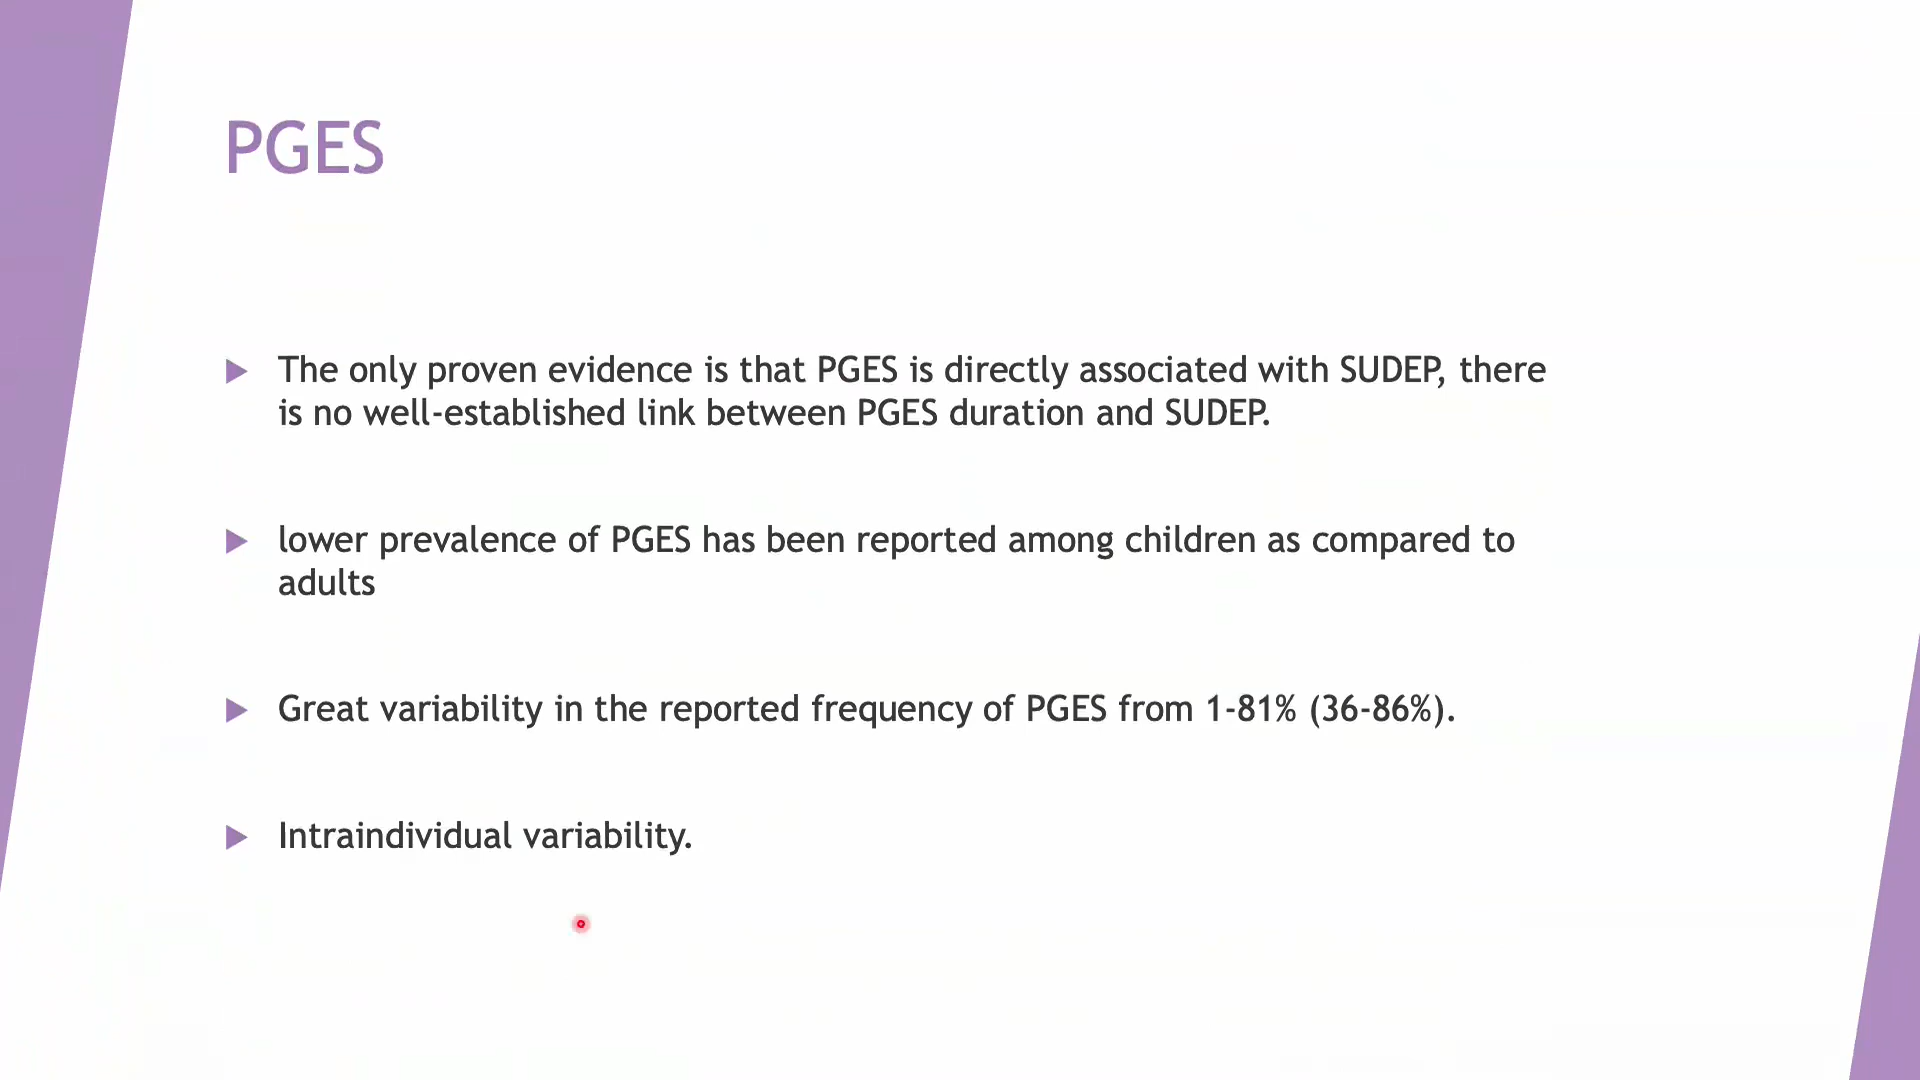 PGES
The only proven evidence is that PGES is directly associated with SUDEP, there
is no well-established link between PGES duration and SUDEP.
lower prevalence of PGES has been reported among children as compared to
adults
Great variability in the reported frequency of PGES from 1-81% (36-86%).
Intraindividual variability.